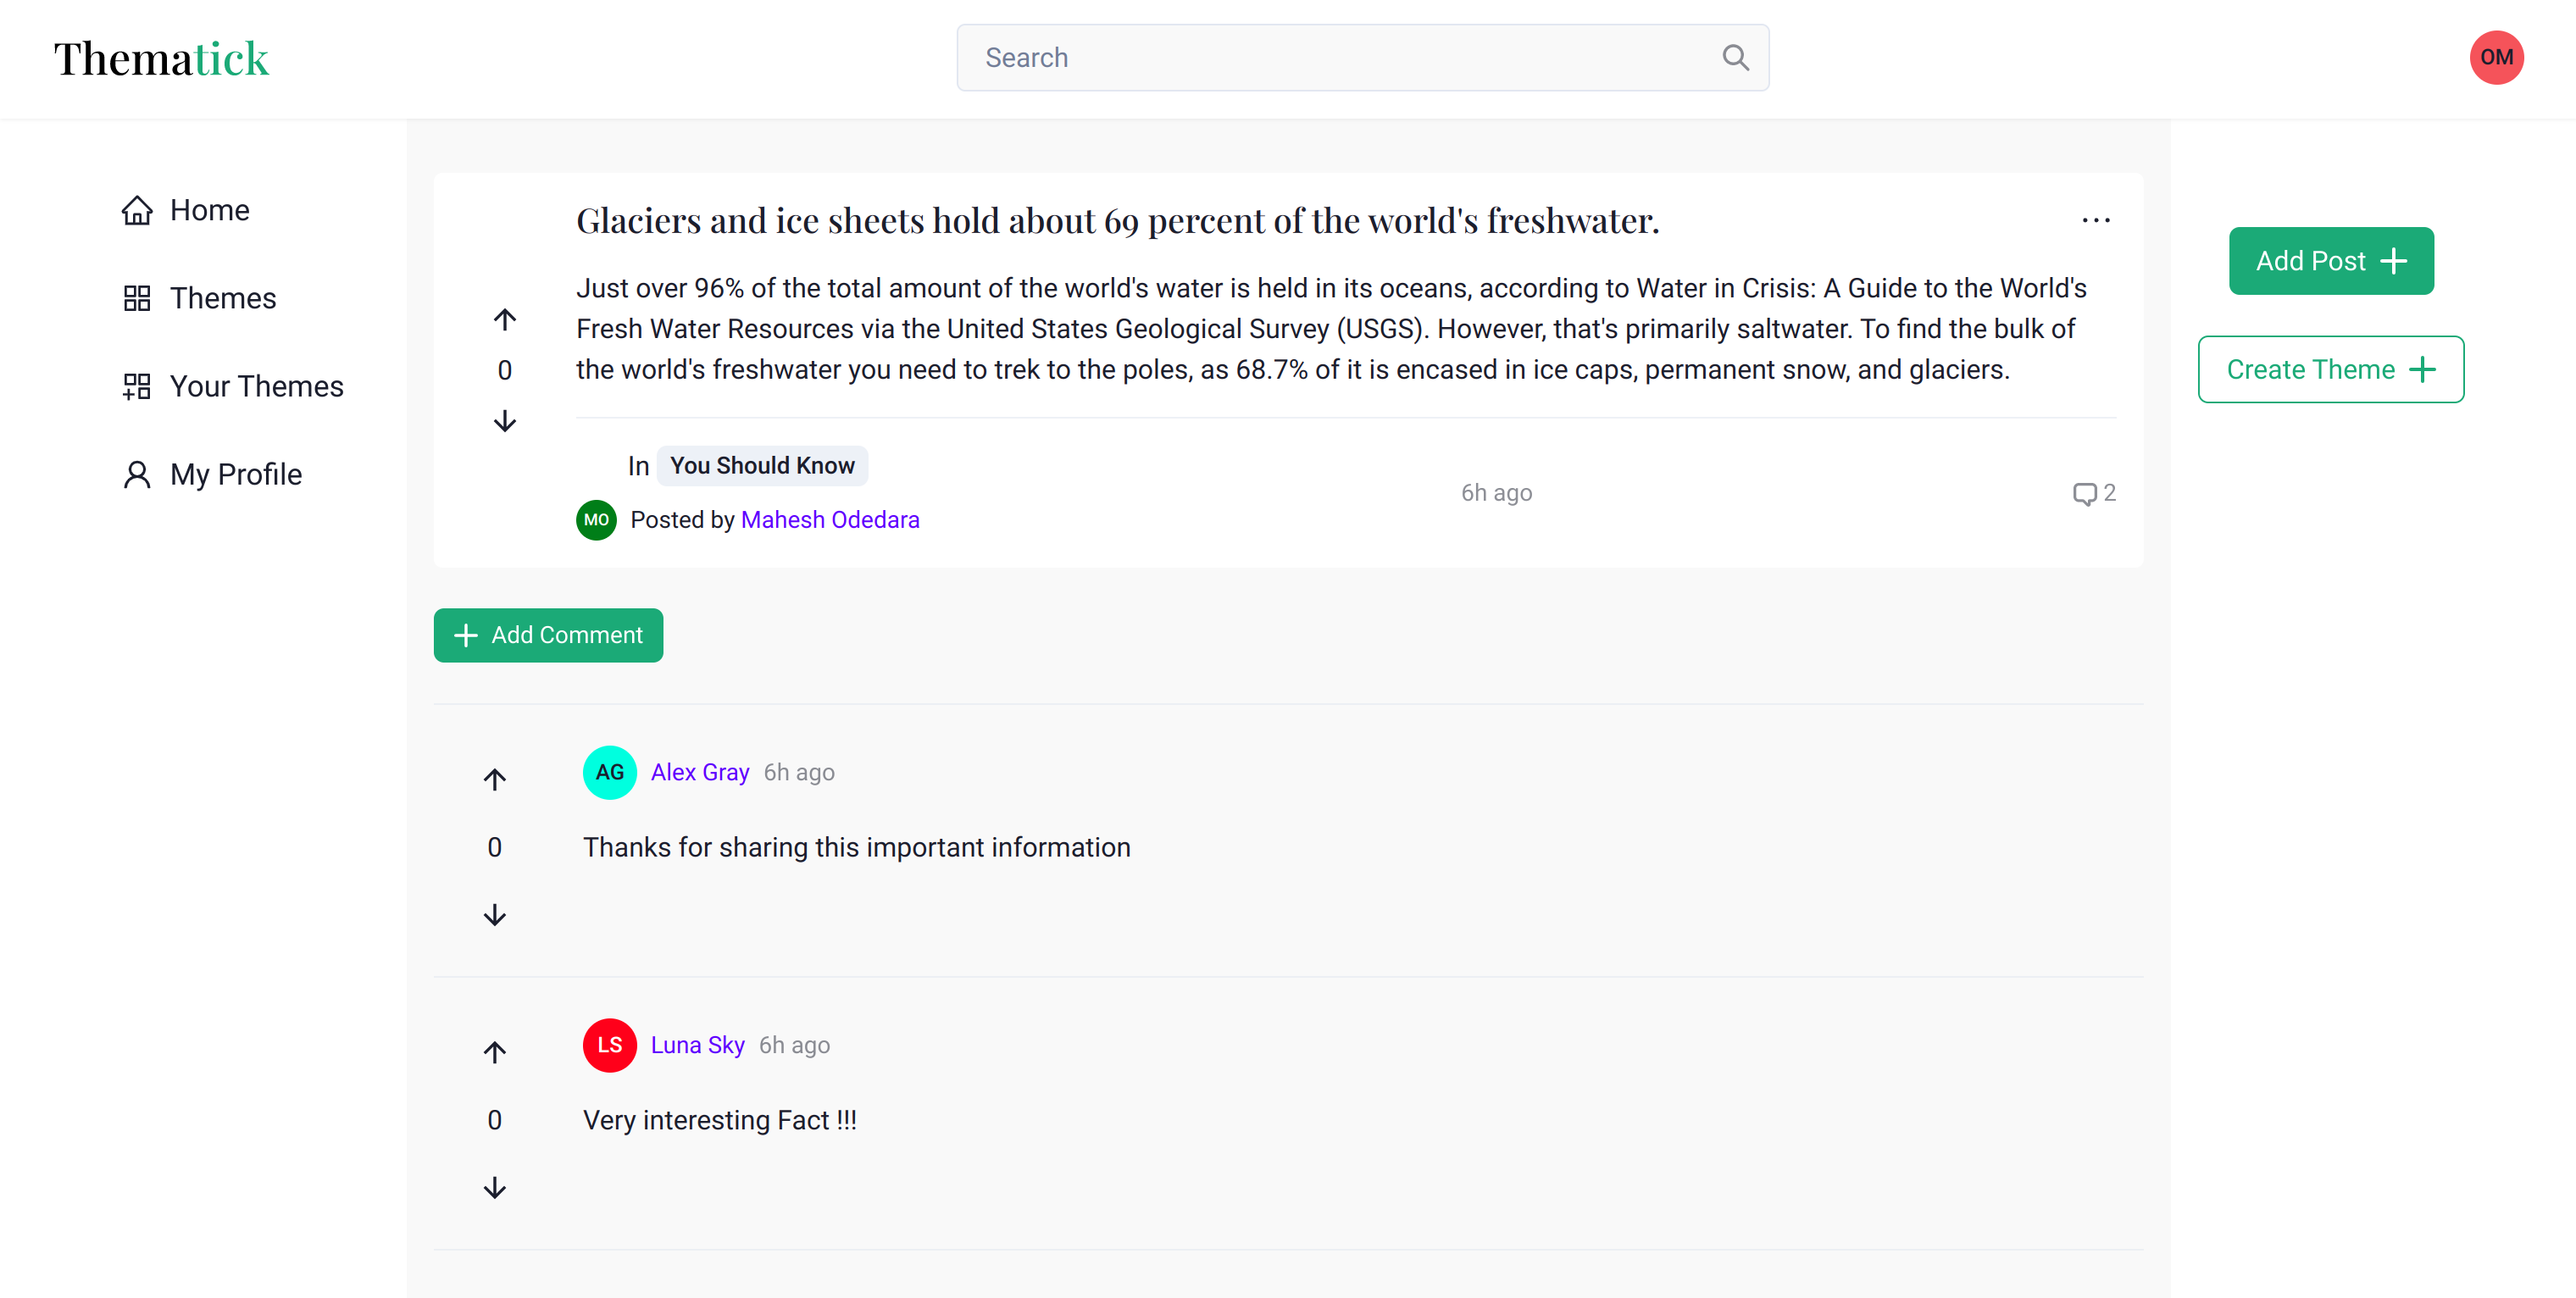 Thematick
Search
OM
Home
Themes
Your Themes
My Profile
Glaciers and ice sheets hold about 69 percent of the world's freshwater.
...
Just over 96% of the total amount of the world's water is held in its oceans, according to Water in Crisis: A Guide to the World's
Fresh Water Resources via the United States Geological Survey (USGS). However, that's primarily saltwater. To find the bulk of
the world's freshwater you need to trek to the poles, as 68.7% of it is encased in ice caps, permanent snow, and glaciers.
0
In You Should Know
MO Posted by Mahesh Odedara
6h ago
2
Add Post
Create Theme
Add Comment
AG Alex Gray 6h ago
0
Thanks for sharing this important information
LS Luna Sky 6h ago
0
Very interesting Fact !!!